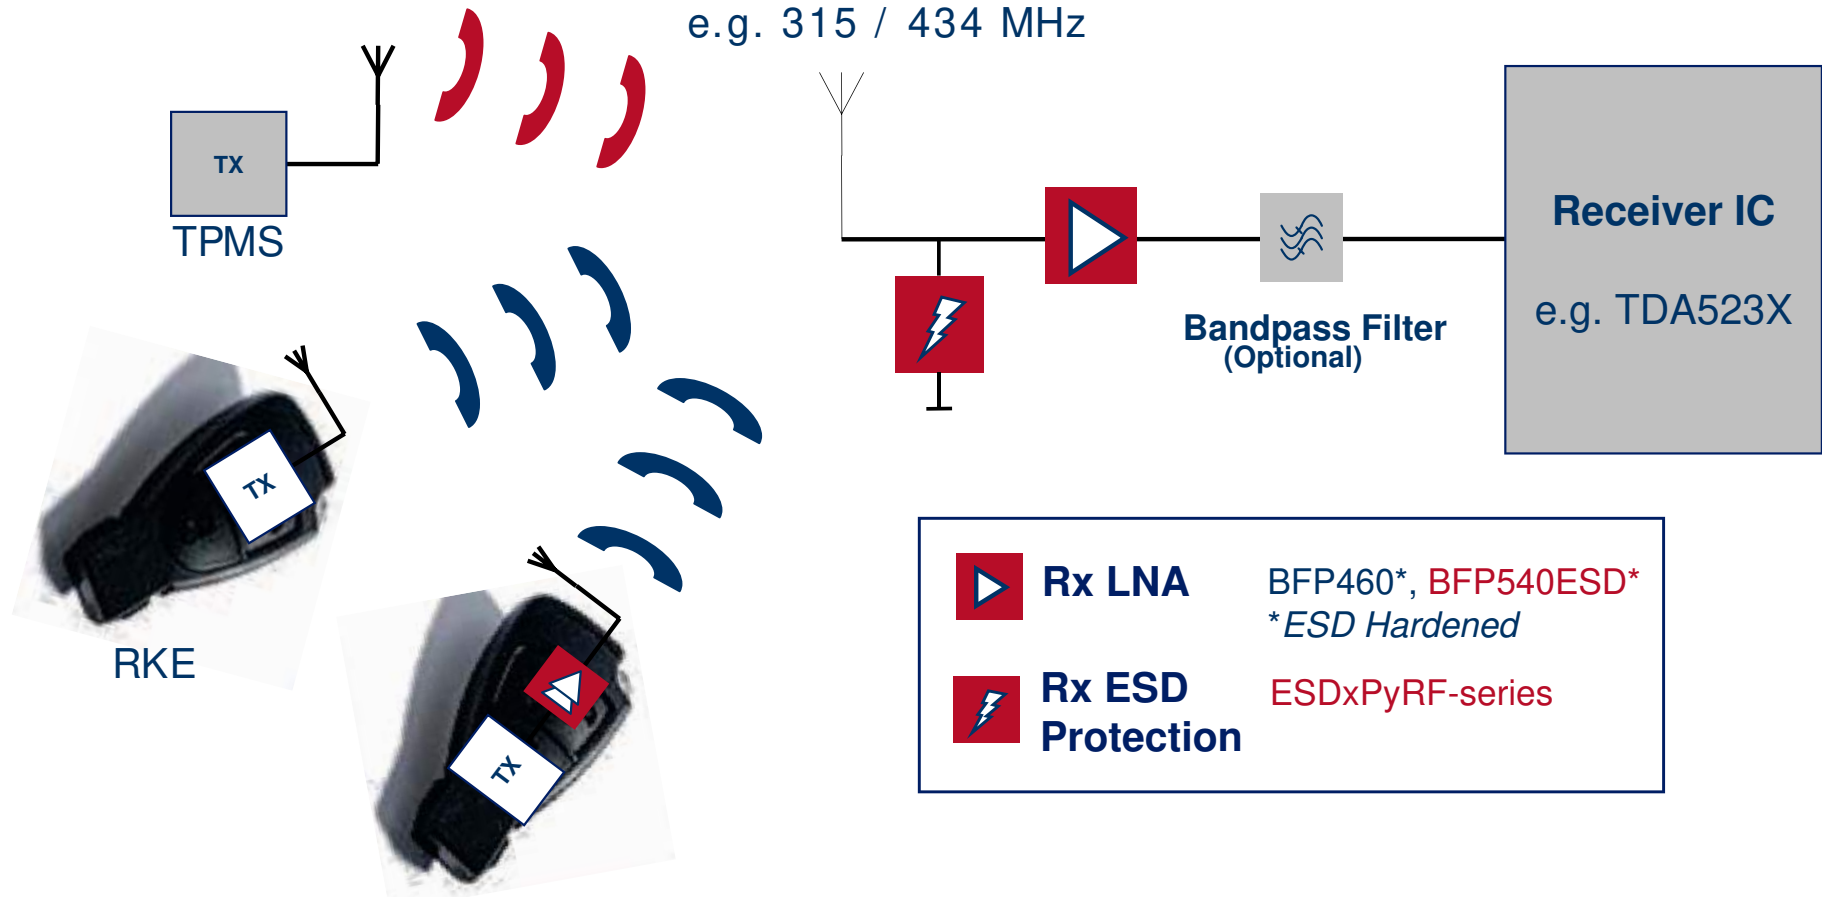 e.g. 315 / 434 MHz
TX
TPMS
Receiver IC
e.g. TDA523X
Bandpass Filter
(Optional)
TX
RKE
TX
Rx LNA
BFP460*, BFP540ESD*
*ESD Hardened
Rx ESD
Protection
ESDxPyRF-series